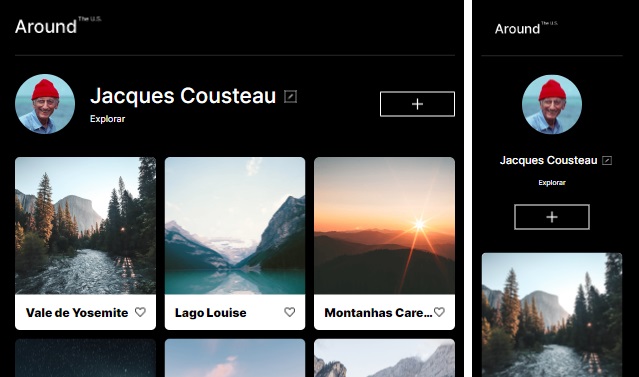 Around The U.S.
Jacques Cousteau
Explorar
Vale de Yosemite
Lago Louise
Montanhas Care...
Around The U.S.
Jacques Cousteau
Explorar